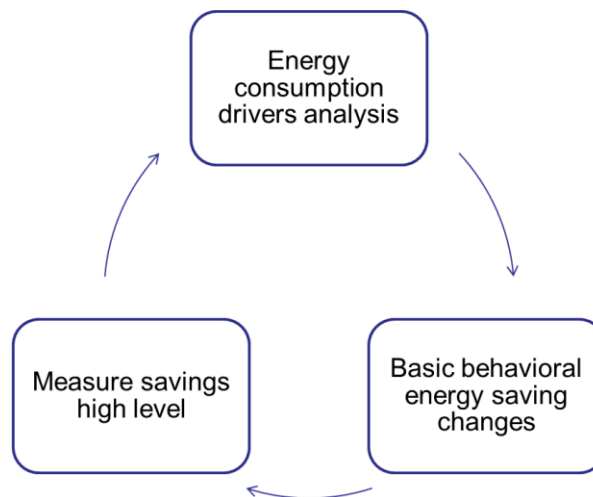 Energy
consumption
drivers analysis
Basic behavioral
energy saving
changes
Measure savings
high level